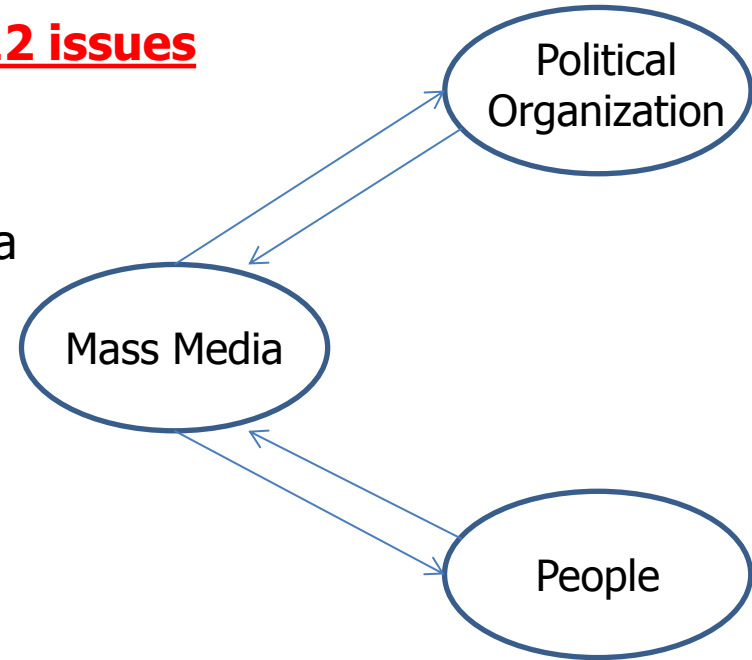 2 issues
Political
Organization
a
Mass Media
People